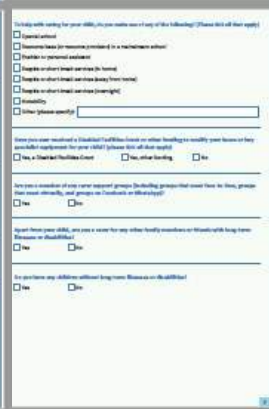 To help with caring for your child, do you make use of any of the following? (Please tick all that apply)
Special school
Resource base (or resource provision) in a mainstream school
Enabler or personal assistant
Respite or short break services (in home)
Respite or short break services (away from home)
Respite or short break services (overnight)
Motability
Other (please specify):
Have you ever received a Disabled Facilities Grant or other funding to modify your home or buy
specialist equipment for your child? (please tick all that apply)
Yes, a Disabled Facilities Grant
Yes, other funding
No
Are you a member of any carer support groups (including groups that meet face-to-face, groups
that meet virtually, and groups on Facebook or WhatsApp)?
Yes
No
Apart from your child, are you a carer for any other family members or friends with long-term
illnesses or disabilities?
Yes
No
Do you have any children without long-term illnesses or disabilities?
Yes
No